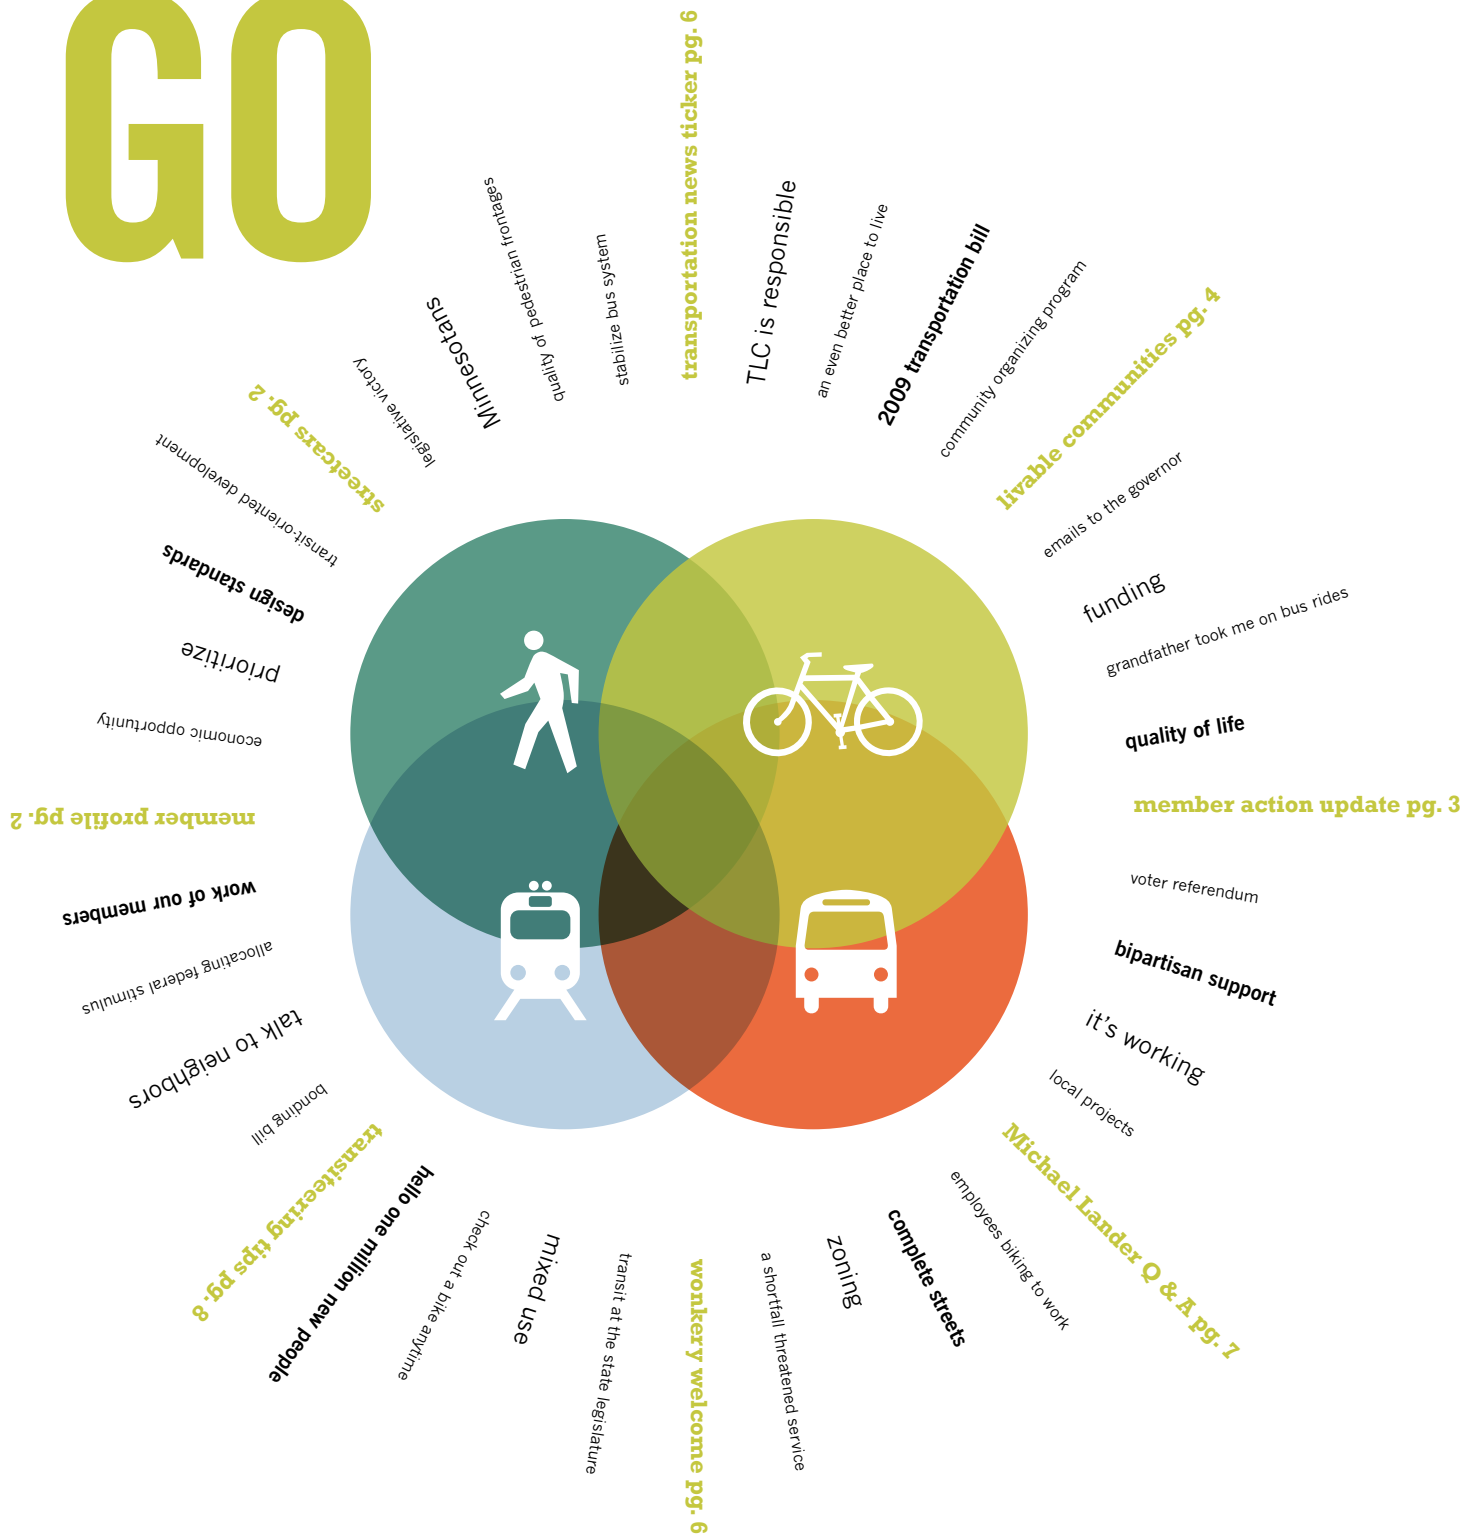 GO
transportation news ticker pg. 6
TLC is responsible
an even better place to live
2009 transportation bill
community organizing program
livable communities pg. 4
emails to the governor
funding
grandfather took me on bus rides
quality of life
member action update pg. 3
voter referendum
bipartisan support
it's working
local projects
Michael Lander Q & A pg. 7
employees biking to work
complete streets
zoning
a shortfall threatened service
wonkery welcome pg. 6
transit at the state legislature
mixed use
check out a bike anytime
hello one million new people
transiteering tips pg. 8
bonding bill
talk to neighbors
allocating federal stimulus
work of our members
member profile pg. 2
economic opportunity
prioritize
design standards
transit-oriented development
streetcars pg. 2
legislative victory
Minnesotans
quality of pedestrian frontages
stabilize bus system